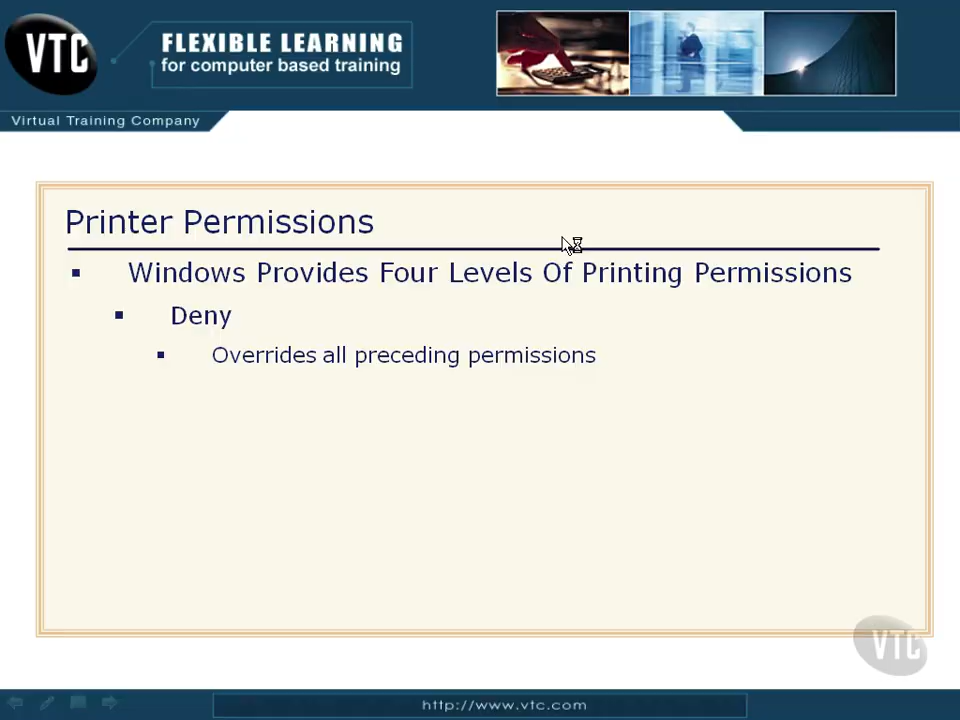 VTC
FLEXIBLE LEARNING
for computer based training
Virtual Training Company
Printer Permissions
Windows Provides Four Levels Of Printing Permissions
Deny
Overrides all preceding permissions
VTC
http://www.vtc.com